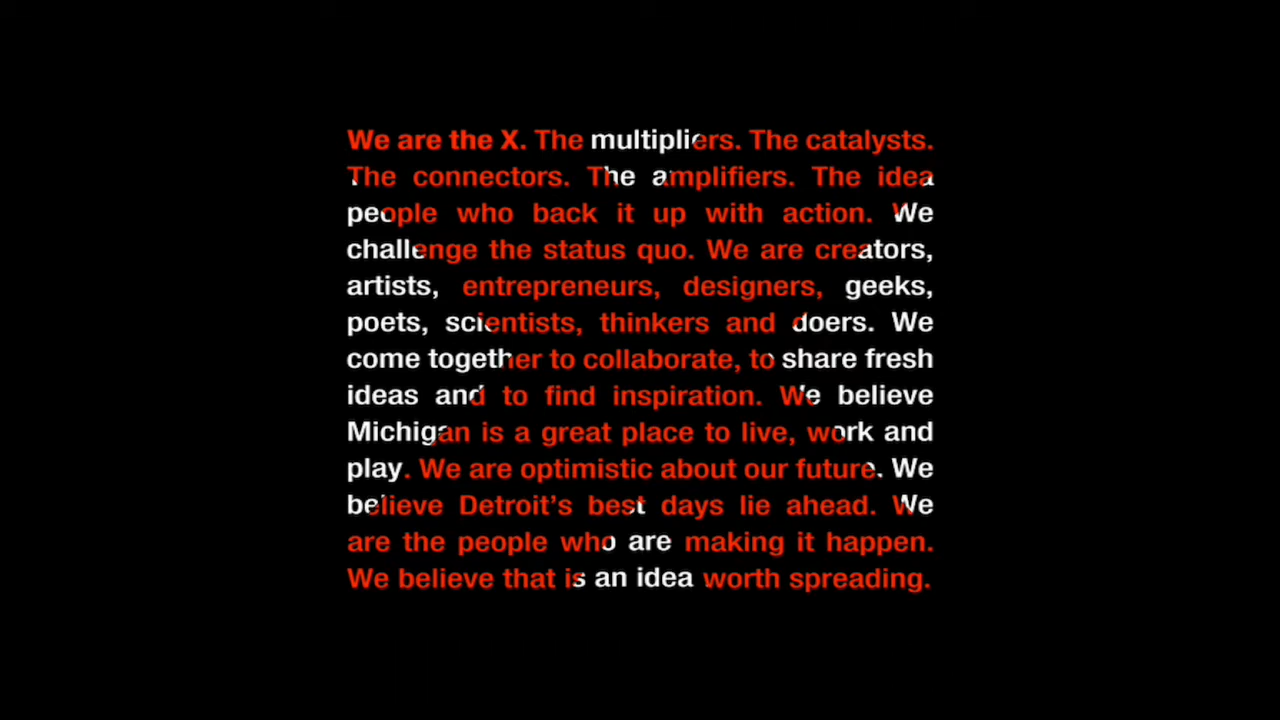 We are the X. The multipliers. The catalysts.
The connectors. The amplifiers. The idea
people who back it up with action. We
challenge the status quo. We are creators,
artists, entrepreneurs, designers, geeks,
poets, scientists, thinkers and doers. We
come together to collaborate, to share fresh
ideas and to find inspiration. We believe
Michigan is a great place to live, work and
play. We are optimistic about our future. We
believe Detroit's best days lie ahead. We
are the people who are making it happen.
We believe that is an idea worth spreading.